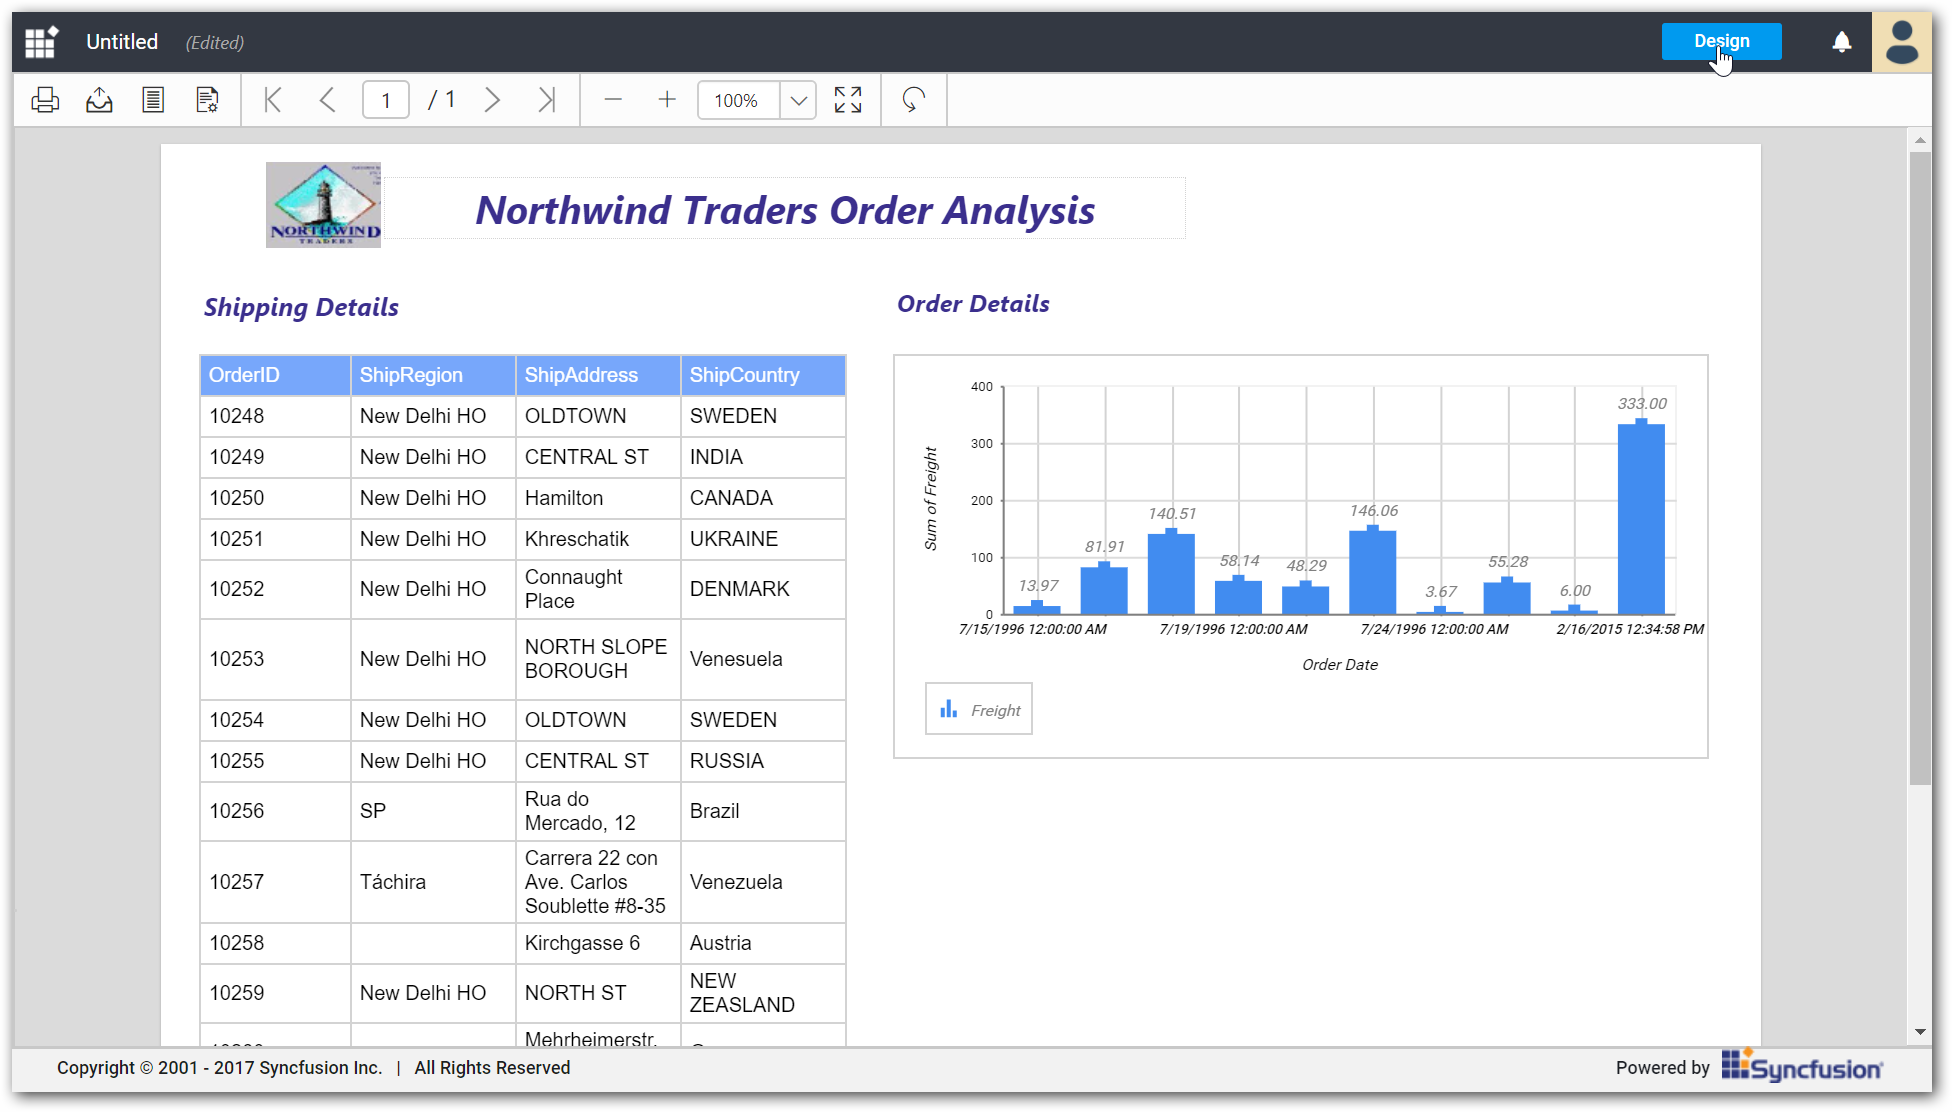 Untitled (Edited)
Design
1 / 1
100%
NORTHWIND
TRADERS
Northwind Traders Order Analysis
Shipping Details
Order Details
OrderID ShipRegion ShipAddress ShipCountry
10248 New Delhi HO OLDTOWN SWEDEN
10249 New Delhi HO CENTRAL ST INDIA
10250 New Delhi HO Hamilton CANADA
10251 New Delhi HO Khreschatik UKRAINE
10252 New Delhi HO Connaught Place DENMARK
10253 New Delhi HO NORTH SLOPE BOROUGH Venesuela
10254 New Delhi HO OLDTOWN SWEDEN
10255 New Delhi HO CENTRAL ST RUSSIA
10256 SP Rua do Mercado, 12 Brazil
10257 Táchira Carrera 22 con Ave. Carlos Soublette #8-35 Venezuela
10258 Kirchgasse 6 Austria
10259 New Delhi HO NORTH ST NEW ZEASLAND
Mehrheimerstr.
Sum of Freight
400
300
200
100
0
13.97
81.91
140.51
58.14
48.29
146.06
3.67
55.28
6.00
333.00
7/15/1996 12:00:00 AM
7/19/1996 12:00:00 AM
7/24/1996 12:00:00 AM
2/16/2015 12:34:58 PM
Order Date
Freight
Copyright © 2001 - 2017 Syncfusion Inc. | All Rights Reserved
Powered by Syncfusion